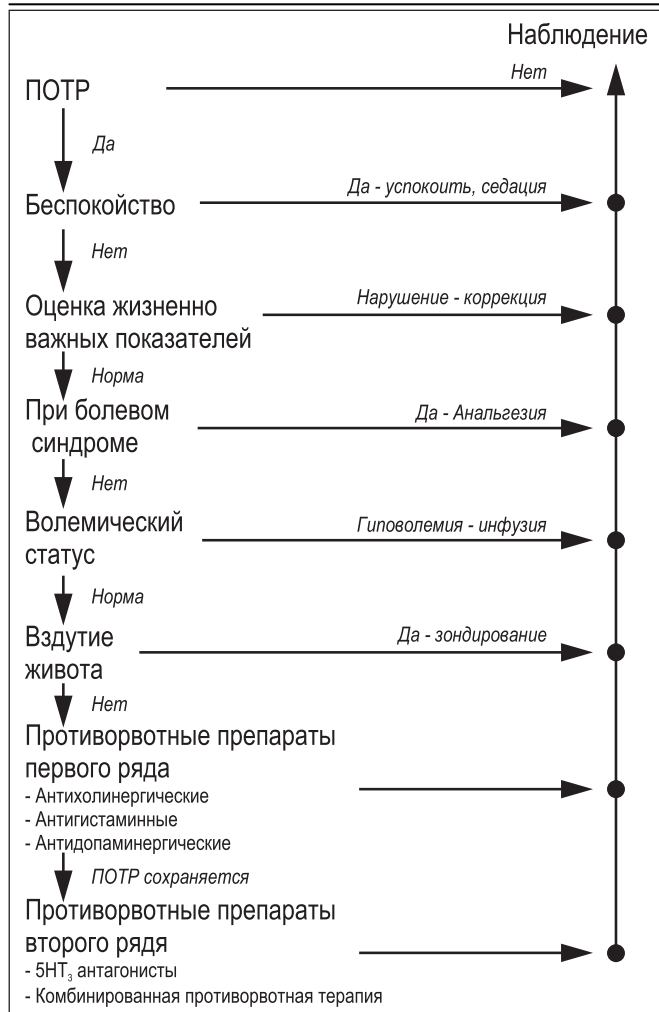 Наблюдение
ПОТР
Нет
Да
Беспокойство
Да - успокоить, седация
Нет
Оценка жизненно
важных показателей
Нарушение - коррекция
Норма
При болевом
синдроме
Да - Анальгезия
Нет
Волемический
статус
Гиповолемия - инфузия
Норма
Вздутие
живота
Да - зондирование
Нет
Противорвотные препараты
первого ряда
- Антихолинергические
- Антигистаминные
- Антидопаминергические
ПОТР сохраняется
Противорвотные препараты
второго рядя
- 5НТ₃ антагонисты
- Комбинированная противорвотная терапия